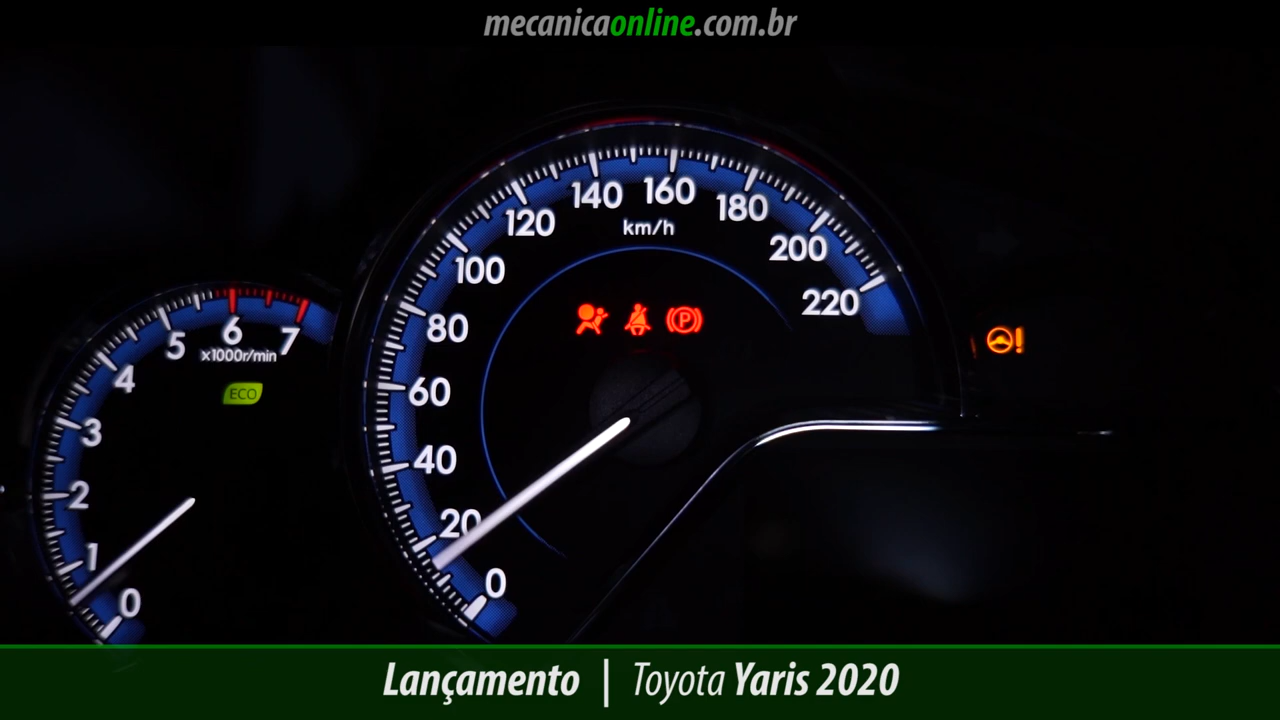 mecanicaonline.com.br
140 160
120 180
km/h
100 200
220
80
6
5 7
x1000r/min
4
ECO
60
3
40
2
20
1
0
0
P
!
Lançamento | Toyota Yaris 2020